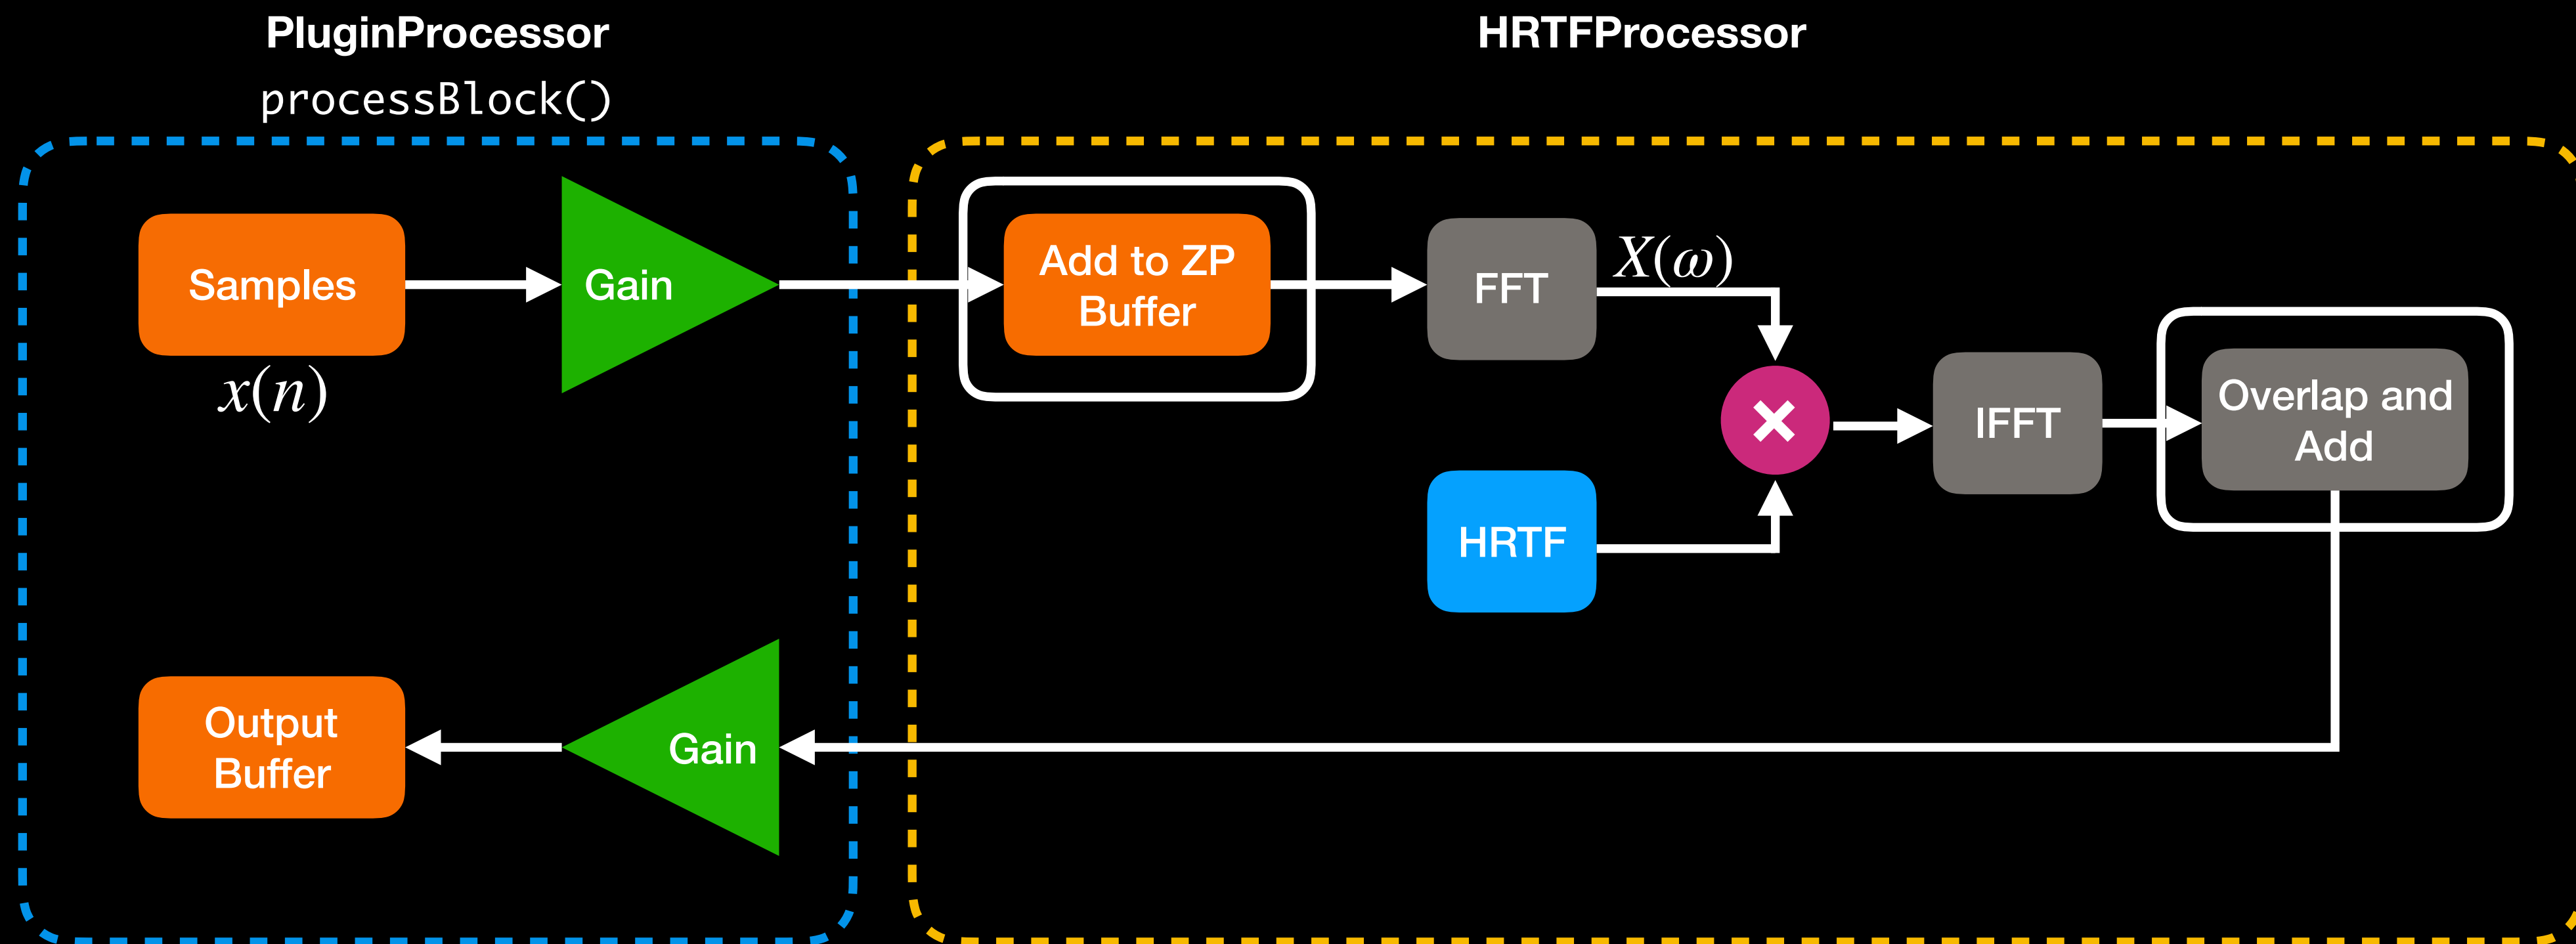 PluginProcessor
processBlock()
HRTFProcessor
Samples
x(n)
Gain
Add to ZP
Buffer
FFT
X(ω)
HRTF
IFFT
Overlap and
Add
Output
Buffer
Gain